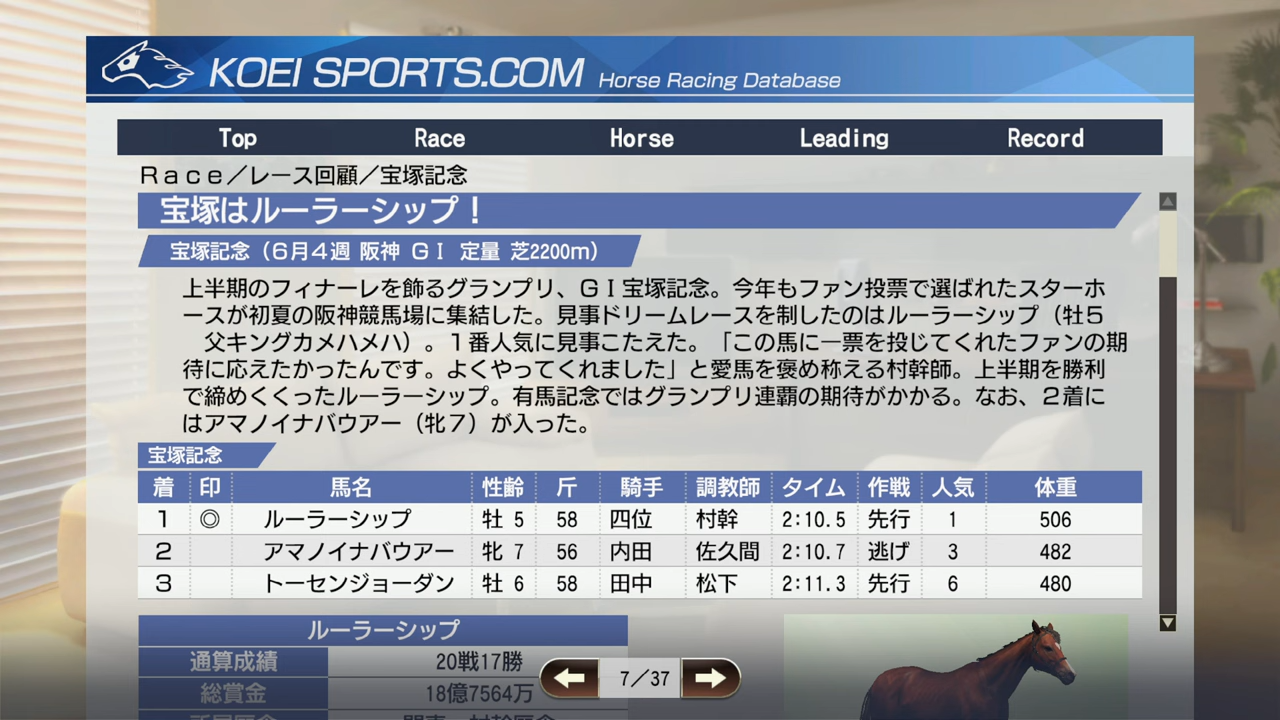 KOEI SPORTS.COM Horse Racing Database
Top Race Horse Leading Record
Ｒａｃｅ／レース回顧／宝塚記念
宝塚はルーラーシップ！
宝塚記念（６月４週 阪神 ＧⅠ 定量 芝2200m）
上半期のフィナーレを飾るグランプリ、ＧⅠ宝塚記念。今年もファン投票で選ばれたスターホ
ースが初夏の阪神競馬場に集結した。見事ドリームレースを制したのはルーラーシップ（牡５
　父キングカメハメハ）。１番人気に見事こたえた。「この馬に一票を投じてくれたファンの期
待に応えたかったんです。よくやってくれました」と愛馬を褒め称える村幹師。上半期を勝利
で締めくくったルーラーシップ。有馬記念ではグランプリ連覇の期待がかかる。なお、２着に
はアマノイナバウアー（牝７）が入った。
宝塚記念
着 印 馬名 性齢 斤 騎手 調教師 タイム 作戦 人気 体重
1 ◎ ルーラーシップ 牡 5 58 四位 村幹 2:10.5 先行 1 506
2 アマノイナバウアー 牝 7 56 内田 佐久間 2:10.7 逃げ 3 482
3 トーセンジョーダン 牡 6 58 田中 松下 2:11.3 先行 6 480
ルーラーシップ
通算成績 20戦17勝
総賞金 18億7564万
7／37